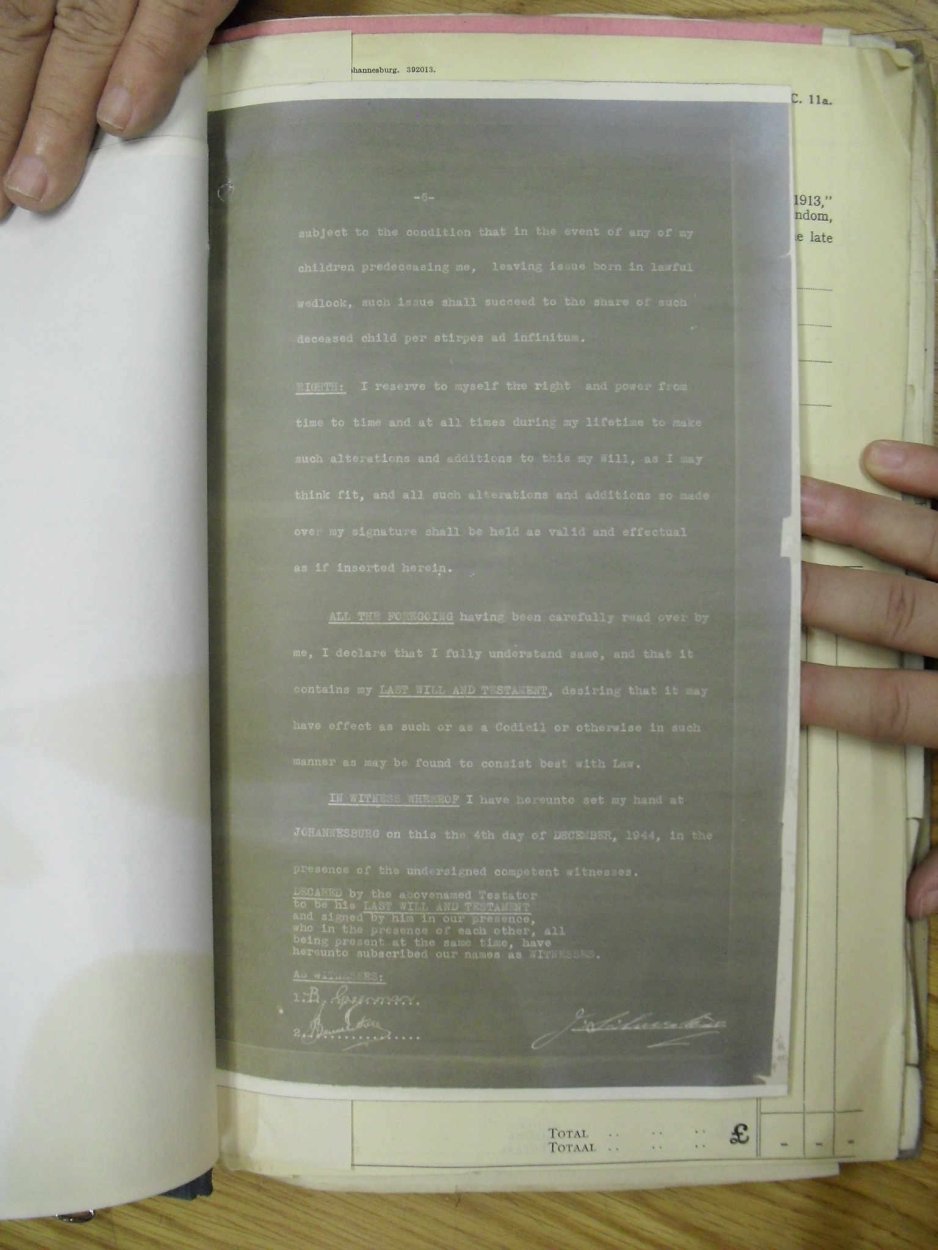 hannesburg. 392013.
C. 11a.
1913,"
ndom,
e late
-6-
subject to the condition that in the event of any of my
children predeceasing me, leaving issue born in lawful
wedlock, such issue shall succeed to the share of such
deceased child per stirpes ad infinitum.
EIGHTH: I reserve to myself the right and power from
time to time and at all times during my lifetime to make
such alterations and additions to this my Will, as I may
think fit, and all such alterations and additions so made
over my signature shall be held as valid and effectual
as if inserted herein.
ALL THE FOREGOING having been carefully read over by
me, I declare that I fully understand same, and that it
contains my LAST WILL AND TESTAMENT, desiring that it may
have effect as such or as a Codicil or otherwise in such
manner as may be found to consist best with Law.
IN WITNESS WHEREOF I have hereunto set my hand at
JOHANNESBURG on this the 4th day of DECEMBER, 1944, in the
presence of the undersigned competent witnesses.
DECARED by the abovenamed Testator
to be his LAST WILL AND TESTAMENT
and signed by him in our presence,
who in the presence of each other, all
being present at the same time, have
hereunto subscribed our names as WITNESSES.
AS WITNESSES:
1.
2.
TOTAL .. .. .. £
TOTAAL .. .. .. - - -